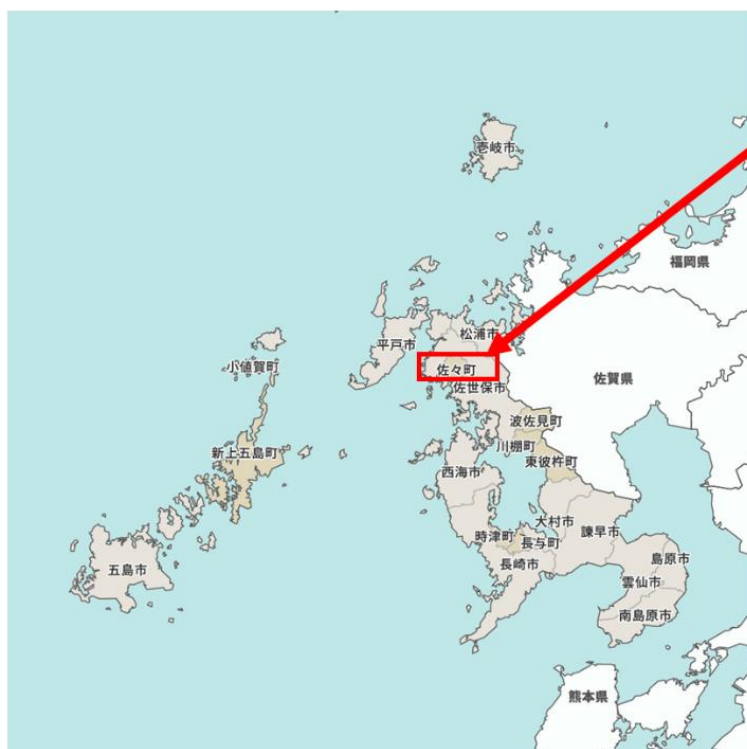 壱岐市
福岡県
松浦市
平戸市
佐々町
小値賀町
佐賀県
佐世保市
波佐見町
川棚町
新上五島町
東彼杵町
西海市
大村市
時津町
諫早市
長与町
島原市
長崎市
五島市
雲仙市
南島原市
熊本県